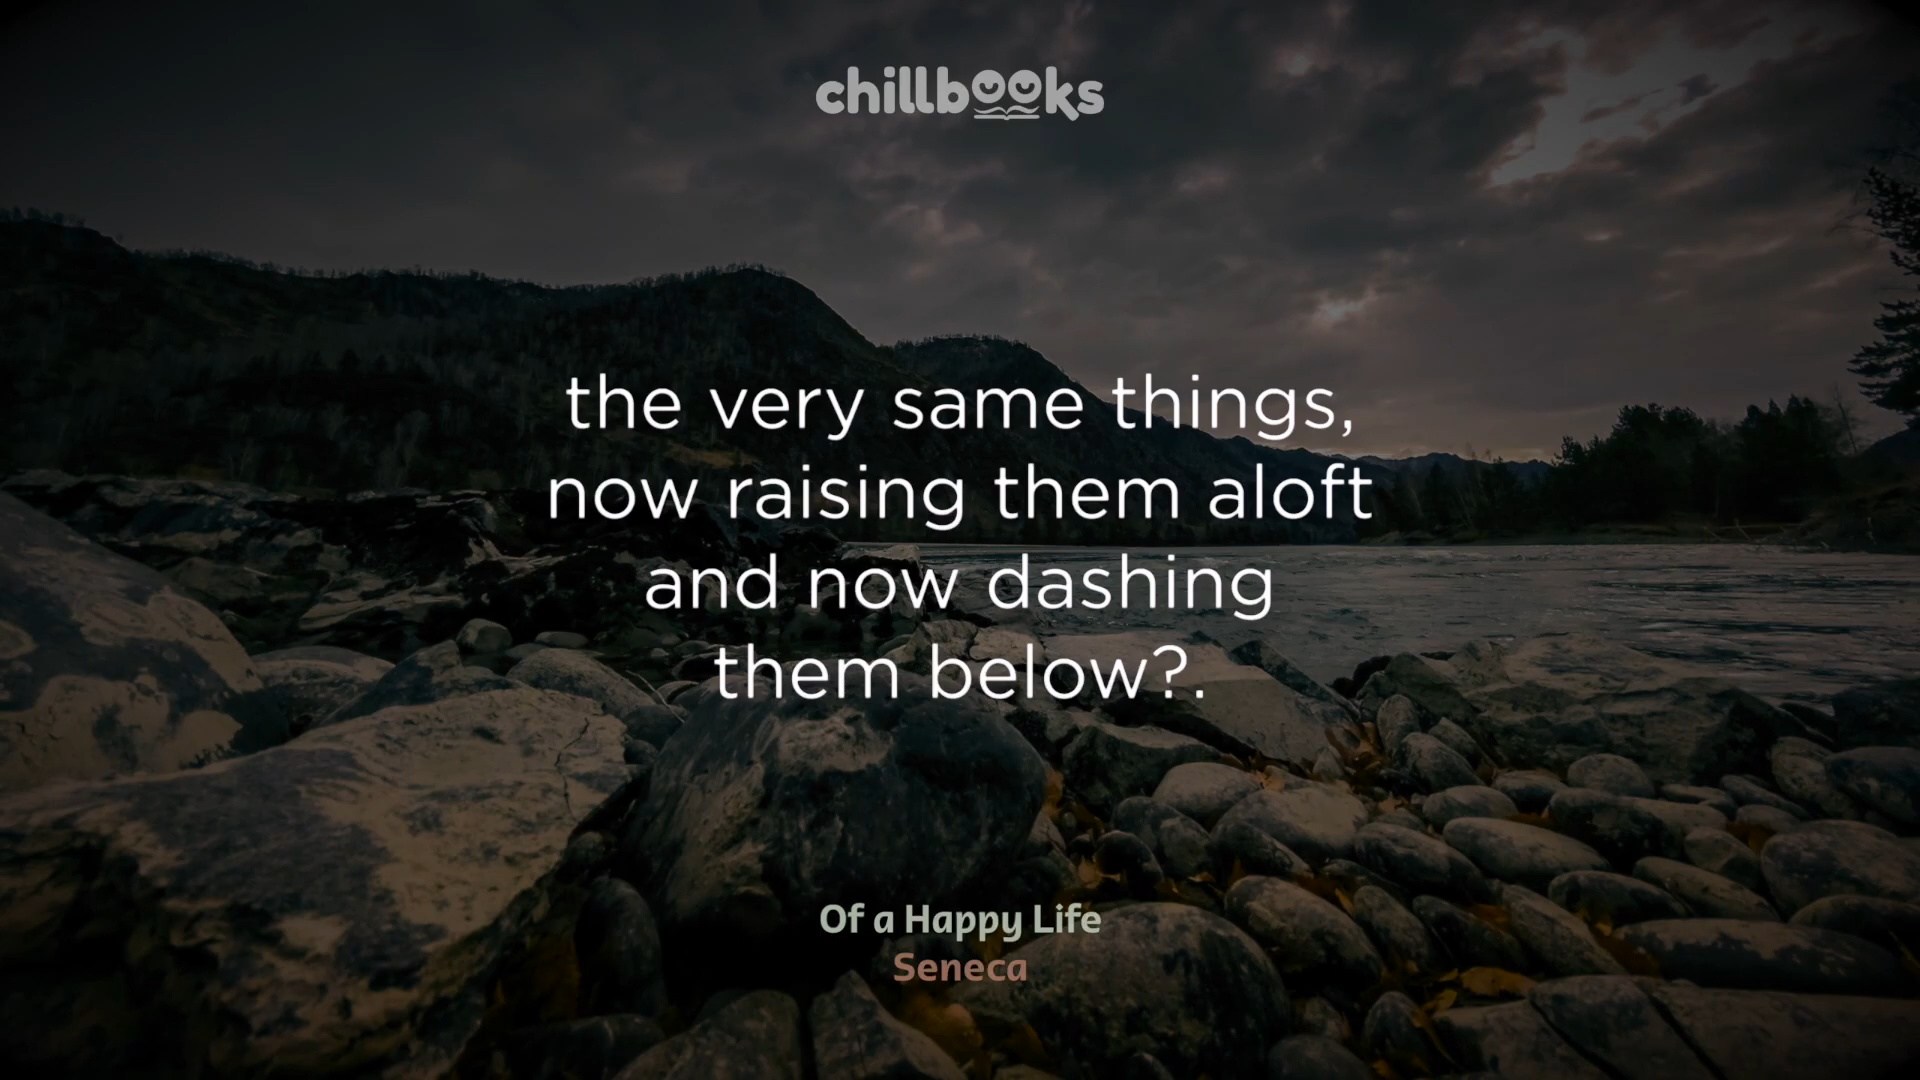 chillbooks
the very same things,
now raising them aloft
and now dashing
them below?.
Of a Happy Life
Seneca